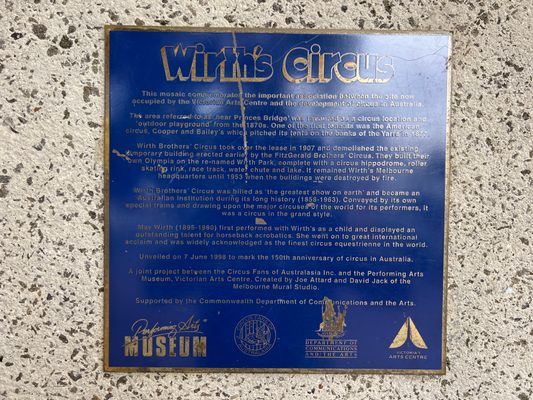 Wirth's Circus
This mosaic commemorates the important association between the site now
occupied by the Victorian Arts Centre and the development of circus in Australia.
The area referred to as 'near Princes Bridge' was reputed as a circus location and
'outdoor playground' from the 1870s. One of the first tenants was the American
circus, Cooper and Bailey's which pitched its tents on the banks of the Yarra in
Wirth Brothers' Circus took over the lease in 1907 and demolished the existing
temporary building erected earlier by the FitzGerald Brothers' Circus. They built their
own Olympia on the re-named Wirth Park, complete with a circus hippodrome, roller
skating rink, race track, water chute and lake. It remained Wirth's Melbourne
headquarters until 1953 when the buildings were destroyed by fire.
Wirth Brothers' Circus was billed as 'the greatest show on earth' and became an
Australian Institution during its long history (1858-1963). Conveyed by its own
special trains and drawing upon the major circuses of the world for its performers, it
was a circus in the grand style.
May Wirth (1895-1980) first performed with Wirth's as a child and displayed an
outstanding talent for horseback acrobatics. She went on to great international
acclaim and was widely acknowledged as the finest circus equestrienne in the world.
Unveiled on 7 June 1998 to mark the 150th anniversary of circus in Australia.
A joint project between the Circus Fans of Australasia Inc. and the Performing Arts
Museum, Victorian Arts Centre. Created by Joe Attard and David Jack of the
Melbourne Mural Studio.
Supported by the Commonwealth Department of Communications and the Arts.
Performing Arts
MUSEUM
DEPARTMENT OF
COMMUNICATIONS
AND THE ARTS
VICTORIAN
ARTS CENTRE